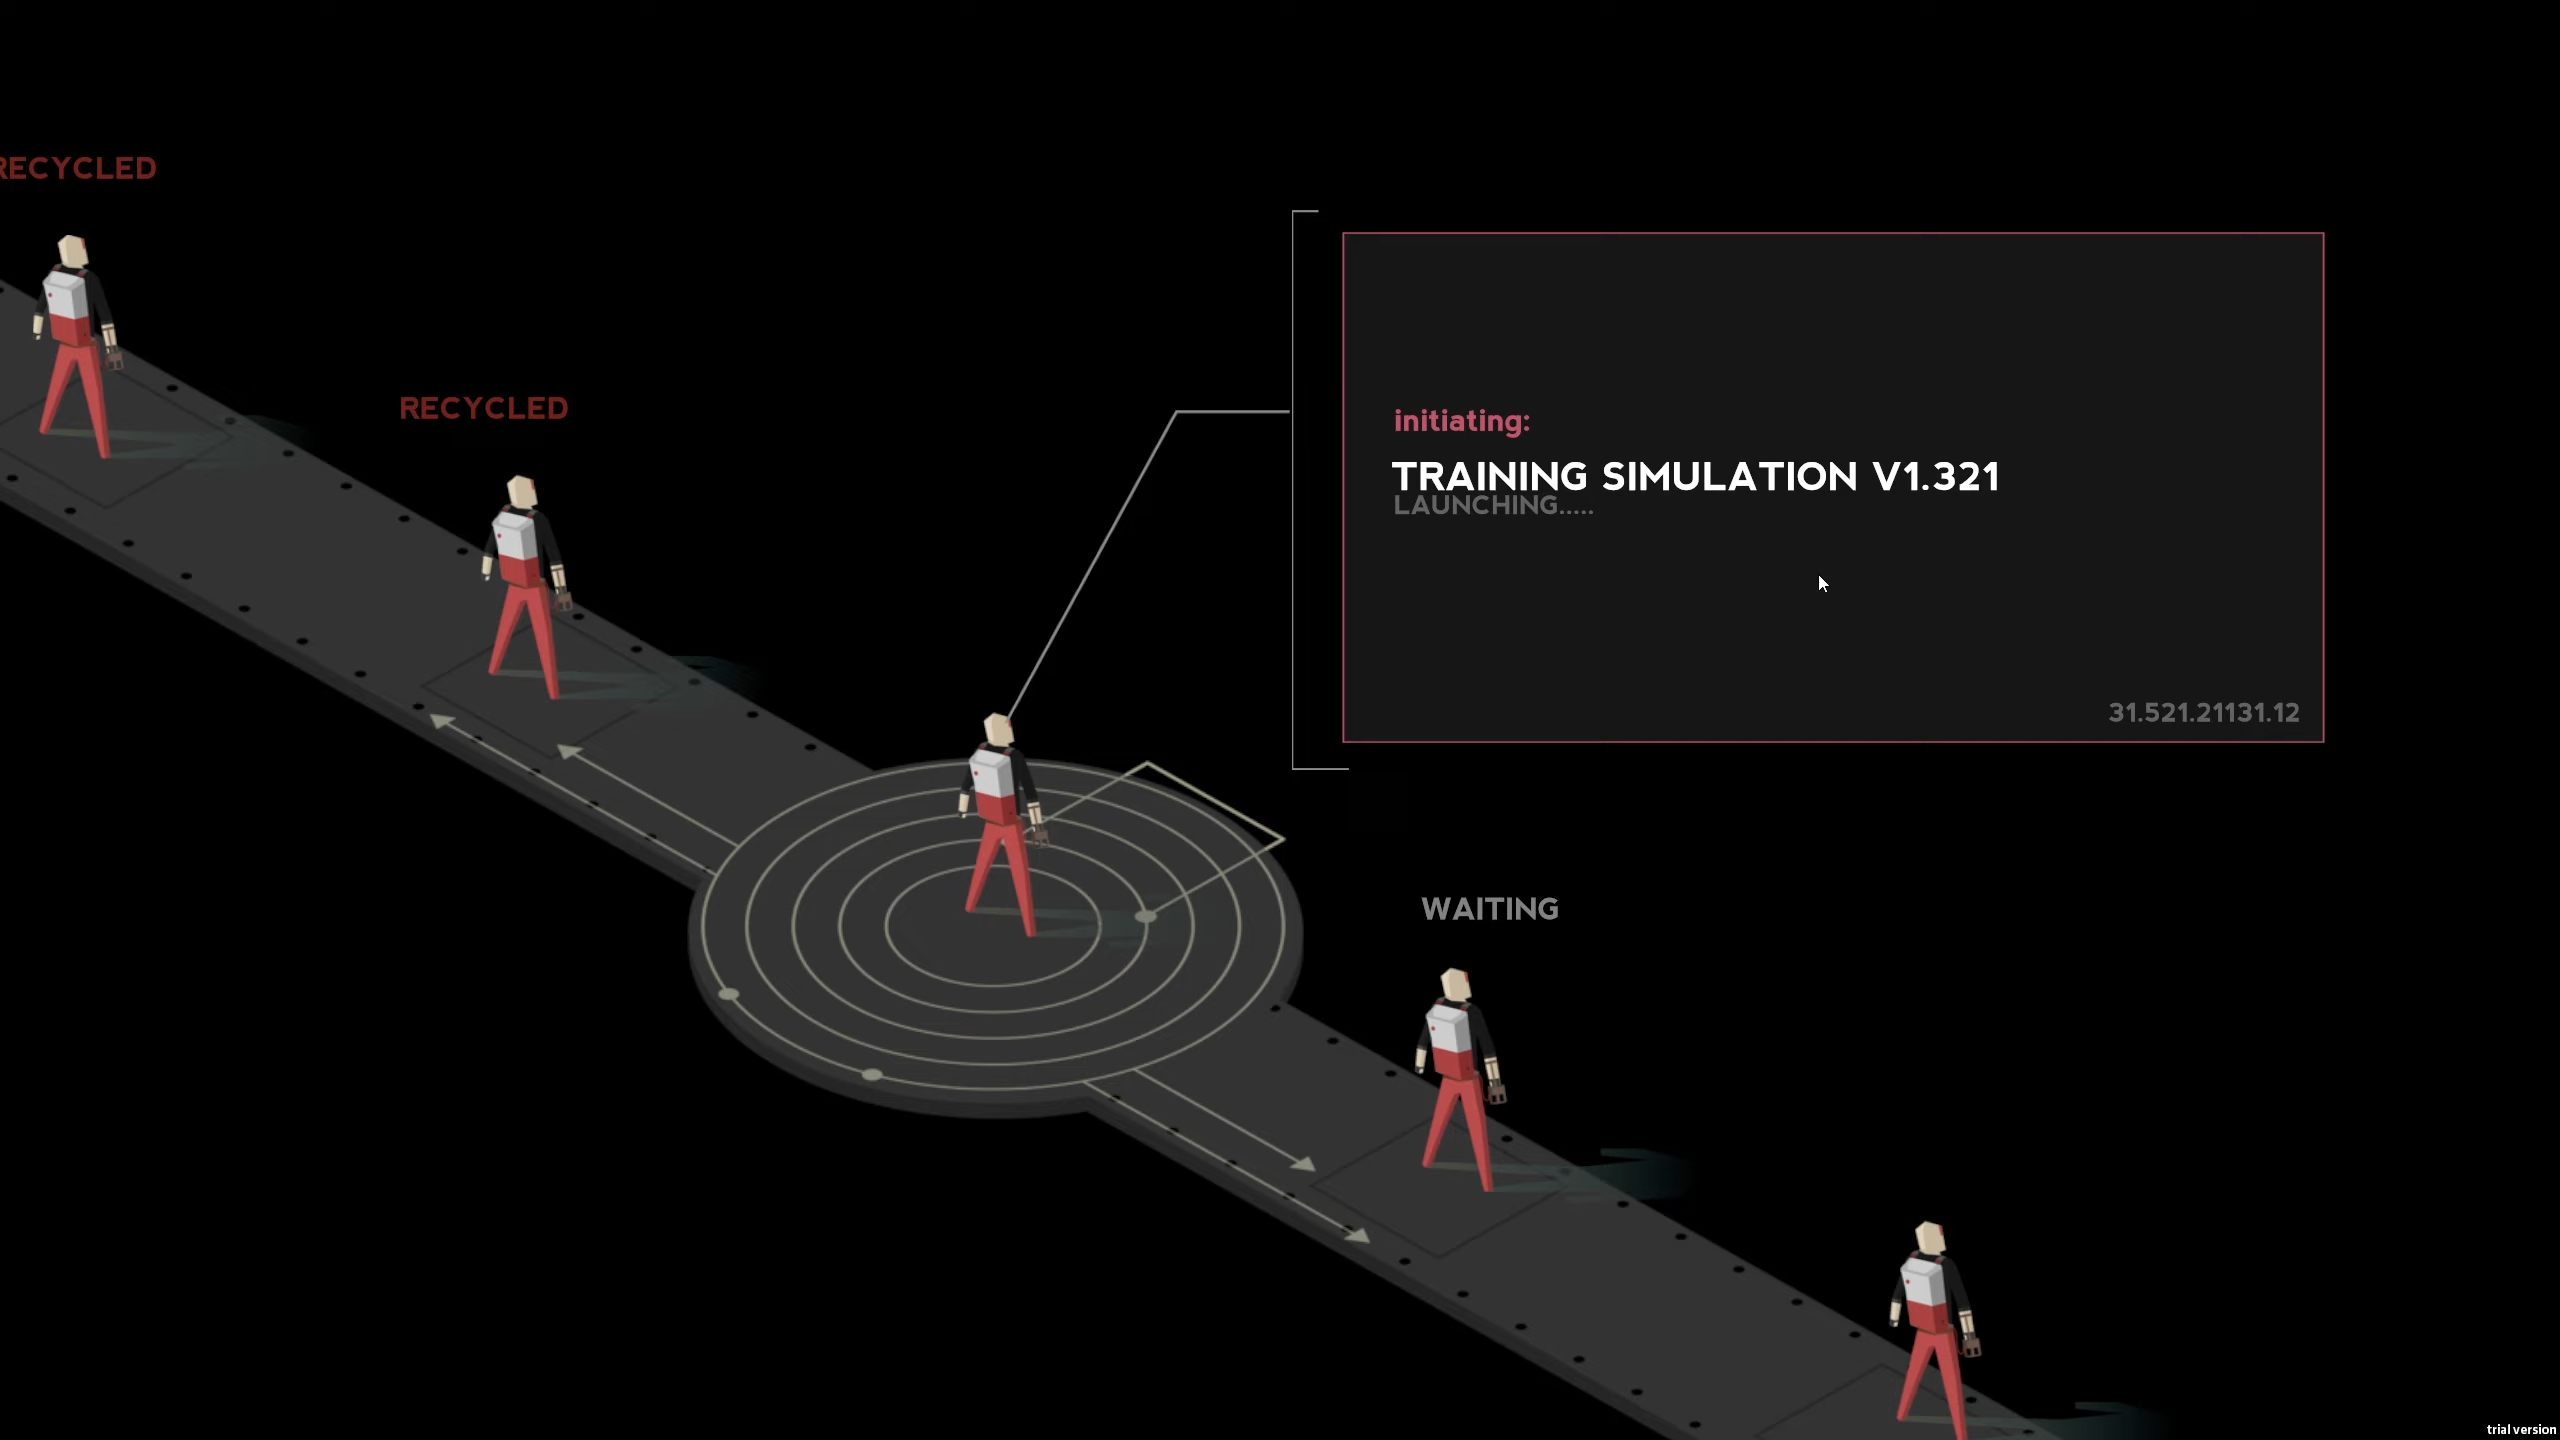 RECYCLED
RECYCLED
initiating:
TRAINING SIMULATION V1.321
LAUNCHING.....
31.521.21131.12
WAITING
trial version